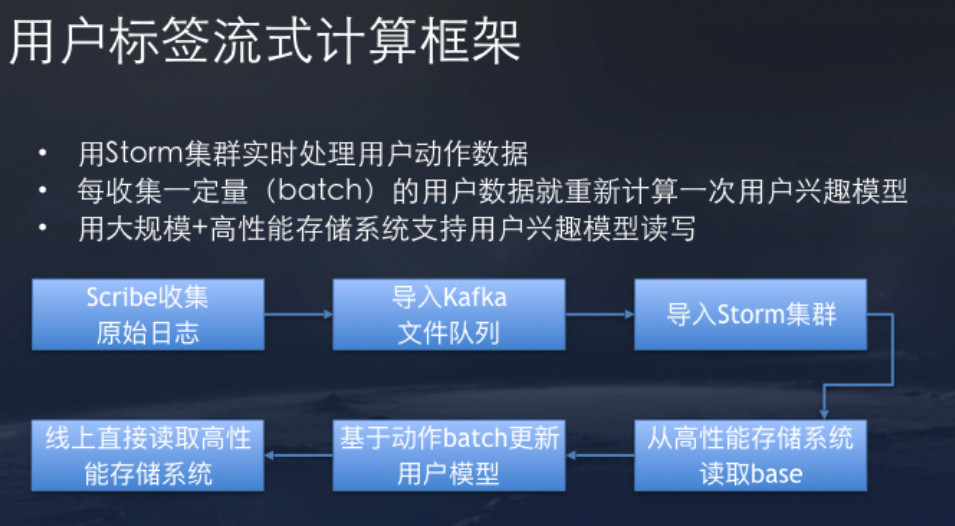 用户标签流式计算框架
• 用Storm集群实时处理用户动作数据
• 每收集一定量（batch）的用户数据就重新计算一次用户兴趣模型
• 用大规模+高性能存储系统支持用户兴趣模型读写
Scribe收集
原始日志
导入Kafka
文件队列
导入Storm集群
从高性能存储系统
读取base
基于动作batch更新
用户模型
线上直接读取高性
能存储系统